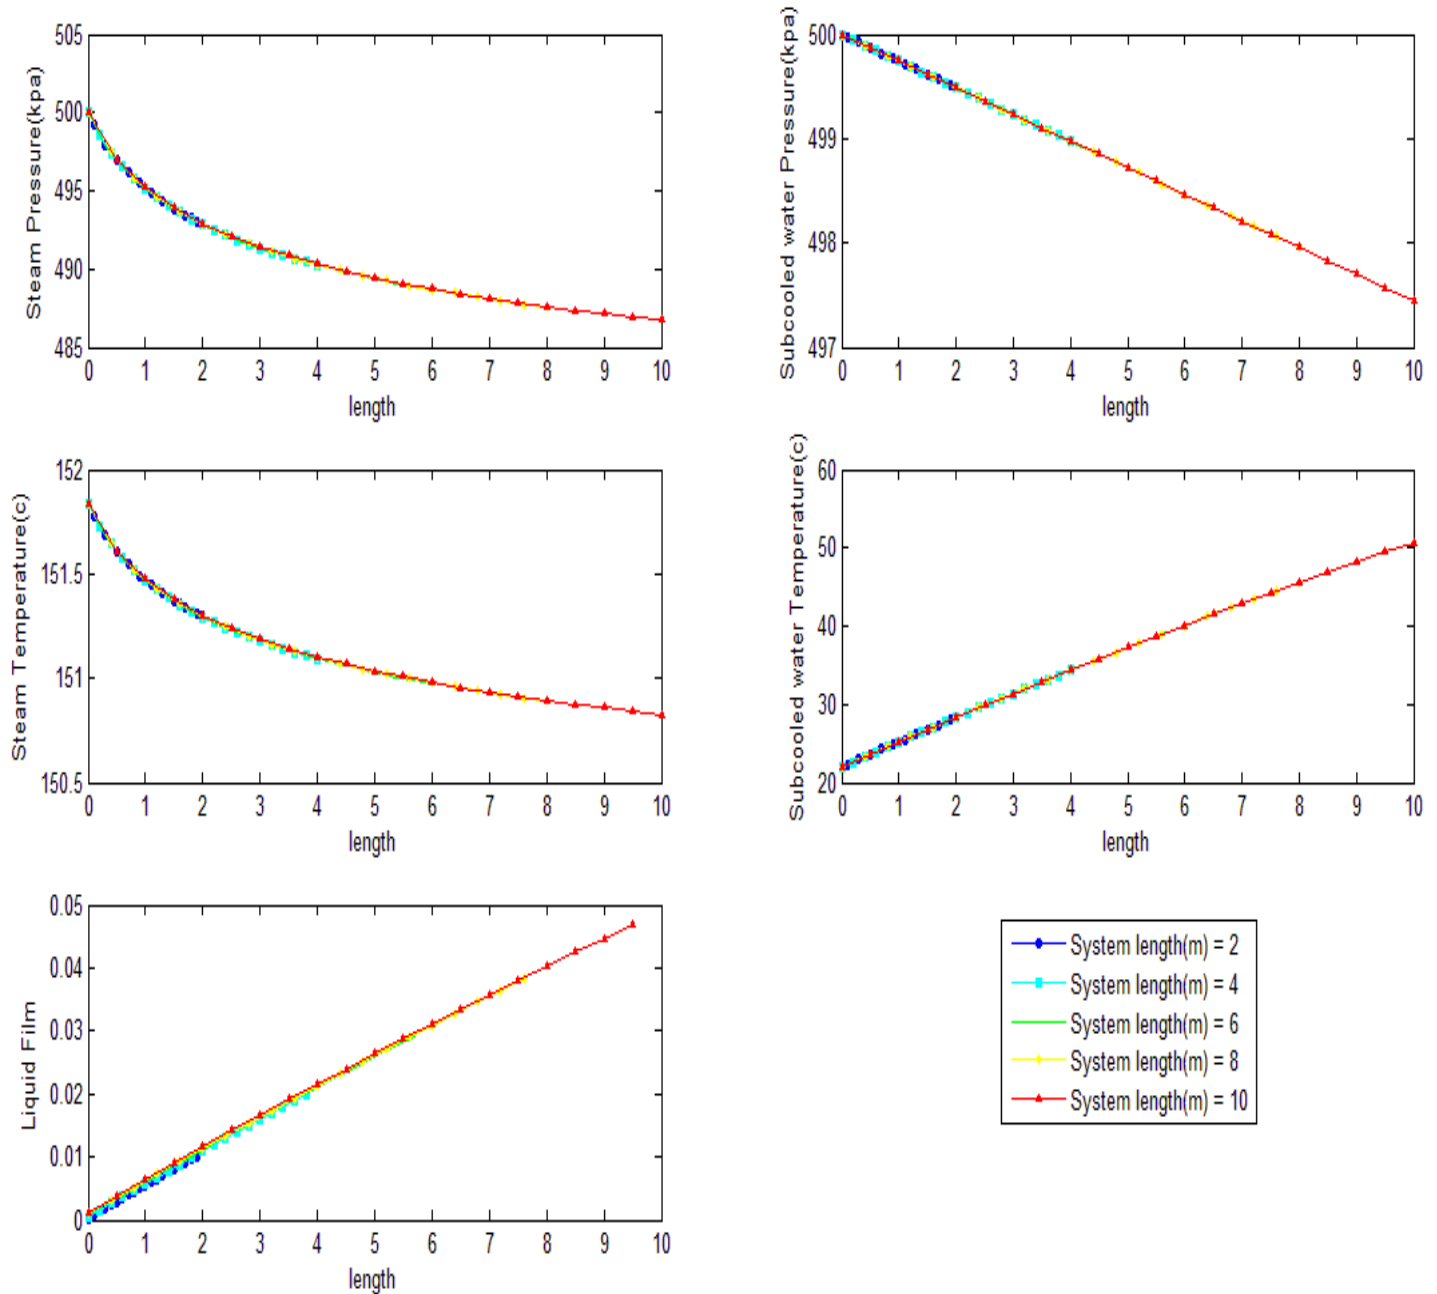 Steam Pressure(kpa)
505
500
495
490
485
0 1 2 3 4 5 6 7 8 9 10
length
Subcooled water Pressure(kpa)
500
499
498
497
0 1 2 3 4 5 6 7 8 9 10
length
Steam Temperature(c)
152
151.5
151
150.5
0 1 2 3 4 5 6 7 8 9 10
length
Subcooled water Temperature(c)
60
50
40
30
20
0 1 2 3 4 5 6 7 8 9 10
length
Liquid Film
0.05
0.04
0.03
0.02
0.01
0
0 1 2 3 4 5 6 7 8 9 10
length
System length(m) = 2
System length(m) = 4
System length(m) = 6
System length(m) = 8
System length(m) = 10